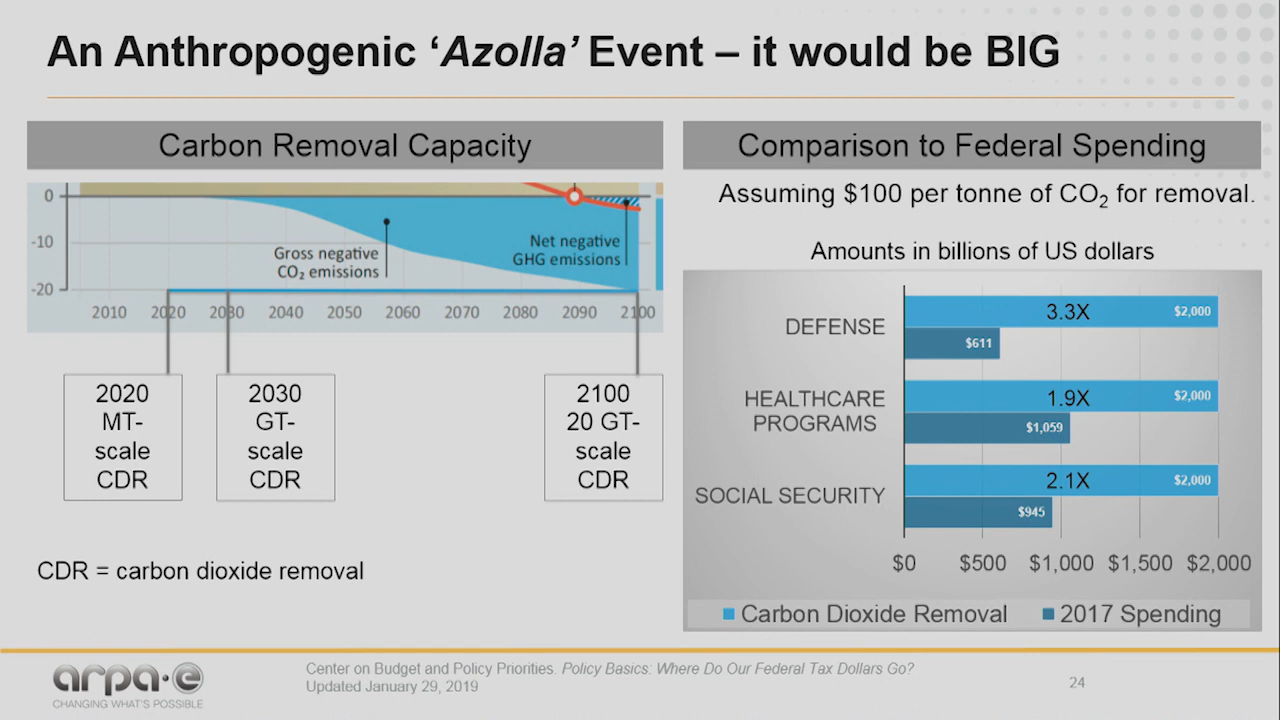 An Anthropogenic ‘Azolla’ Event – it would be BIG
Carbon Removal Capacity
0
-10
-20
Gross negative
CO₂ emissions
Net negative
GHG emissions
2010 2020 2030 2040 2050 2060 2070 2080 2090 2100
2020
MT-
scale
CDR
2030
GT-
scale
CDR
2100
20 GT-
scale
CDR
CDR = carbon dioxide removal
Comparison to Federal Spending
Assuming $100 per tonne of CO₂ for removal.
Amounts in billions of US dollars
DEFENSE
3.3X
$2,000
$611
HEALTHCARE
PROGRAMS
1.9X
$2,000
$1,059
SOCIAL SECURITY
2.1X
$2,000
$945
$0 $500 $1,000 $1,500 $2,000
Carbon Dioxide Removal 2017 Spending
arpa·e
CHANGING WHAT'S POSSIBLE
Center on Budget and Policy Priorities. Policy Basics: Where Do Our Federal Tax Dollars Go?
Updated January 29, 2019
24